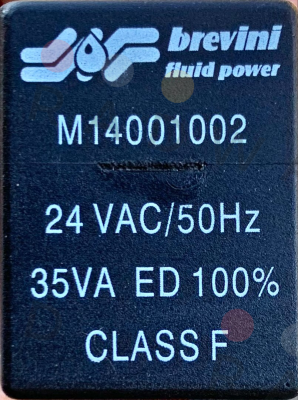 brevini
fluid power
M14001002
24 VAC/50Hz
35VA ED 100%
CLASS F